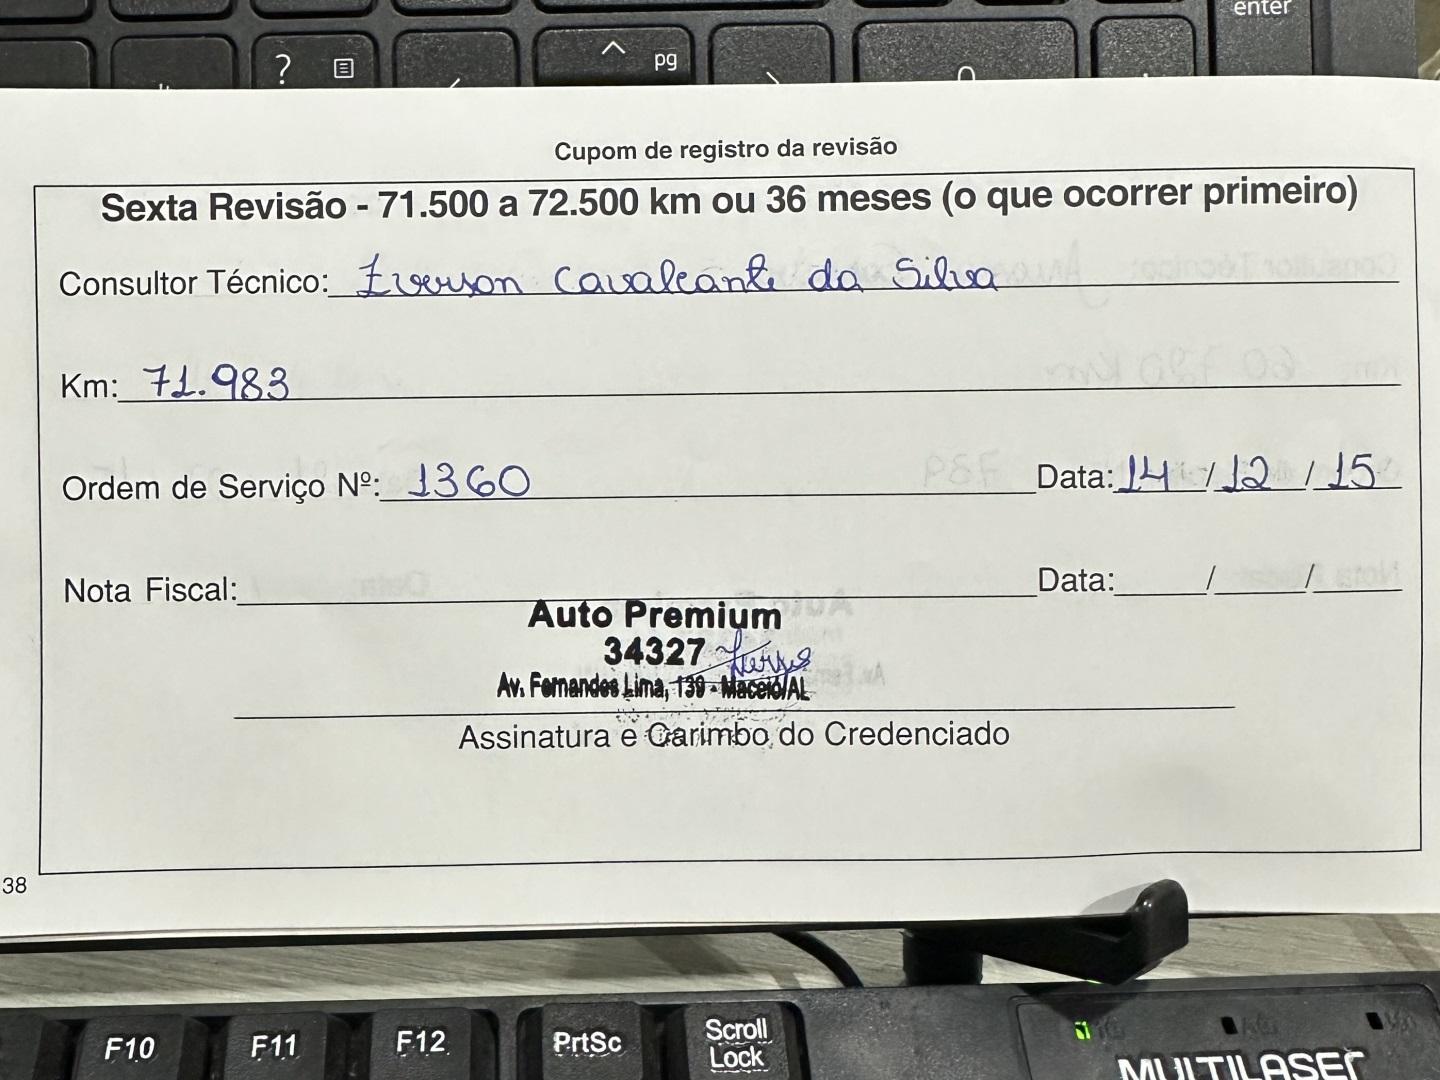 enter
? pg
Cupom de registro da revisão
Sexta Revisão - 71.500 a 72.500 km ou 36 meses (o que ocorrer primeiro)
Consultor Técnico: Everson Cavalcante da Silva
Km: 71.983
Ordem de Serviço Nº: 1360 Data: 14/12/15
Nota Fiscal: Data: / /
Auto Premium
34327
Av. Fernandes Lima, 139 - Maceió/AL
Assinatura e Carimbo do Credenciado
38
F10 F11 F12 PrtSc Scroll Lock
MULTILASER